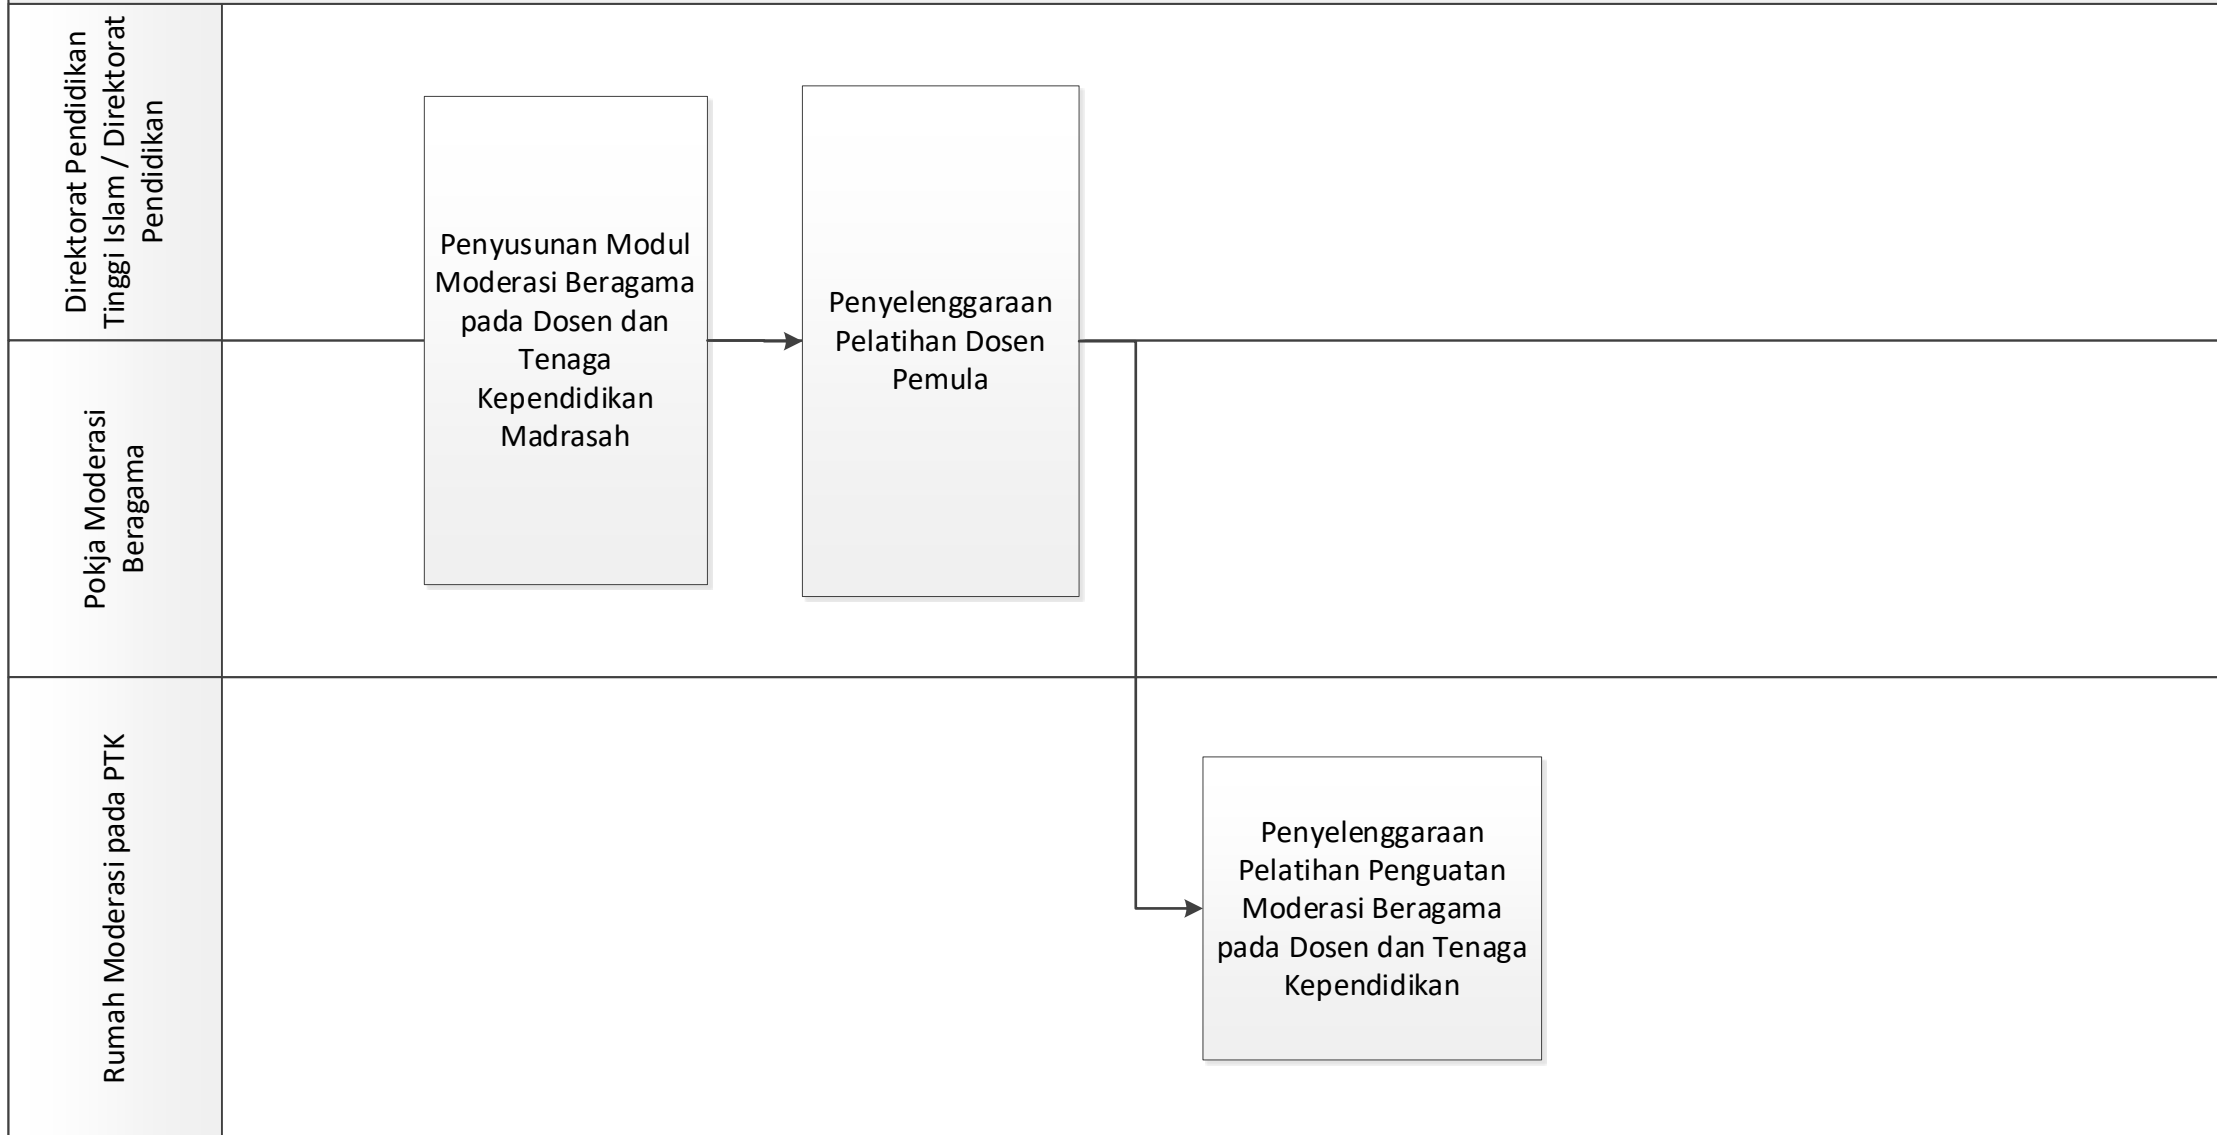 Direktorat Pendidikan
Tinggi Islam / Direktorat
Pendidikan
Penyusunan Modul
Moderasi Beragama
pada Dosen dan
Tenaga
Kependidikan
Madrasah
Penyelenggaraan
Pelatihan Dosen
Pemula
Pokja Moderasi
Beragama
Rumah Moderasi pada PTK
Penyelenggaraan
Pelatihan Penguatan
Moderasi Beragama
pada Dosen dan Tenaga
Kependidikan